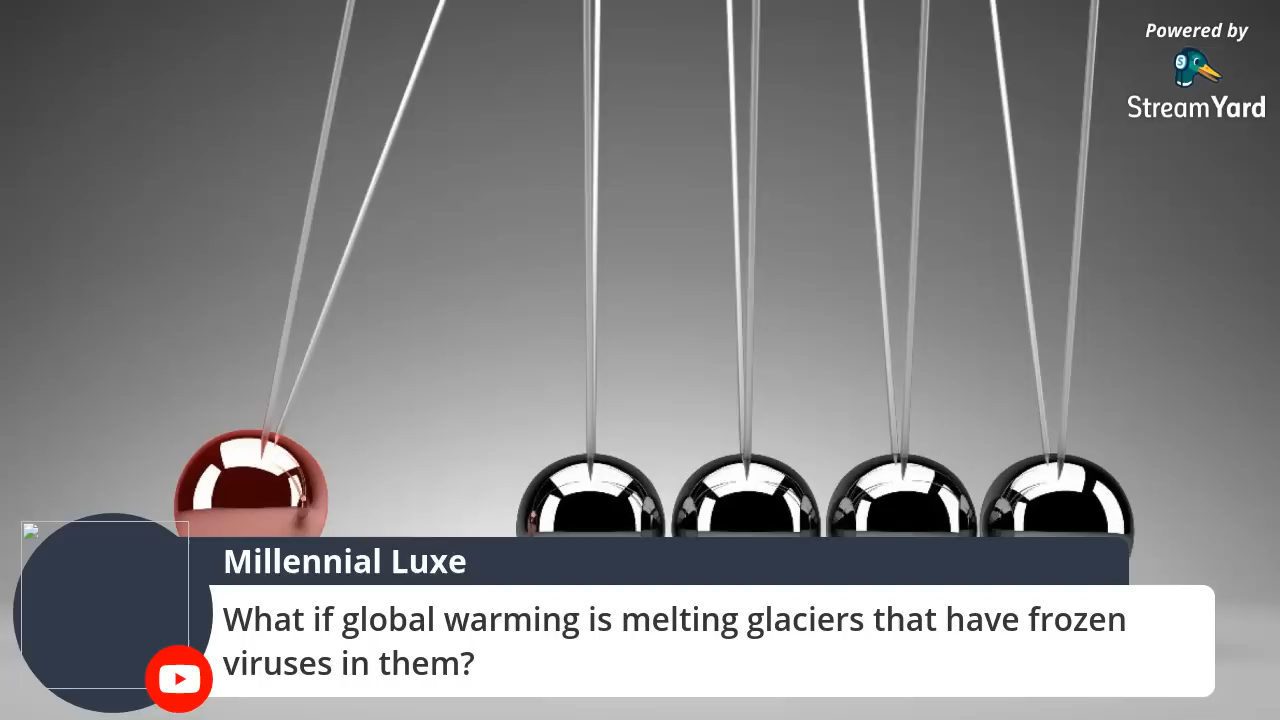 Powered by
StreamYard
Millennial Luxe
What if global warming is melting glaciers that have frozen
viruses in them?